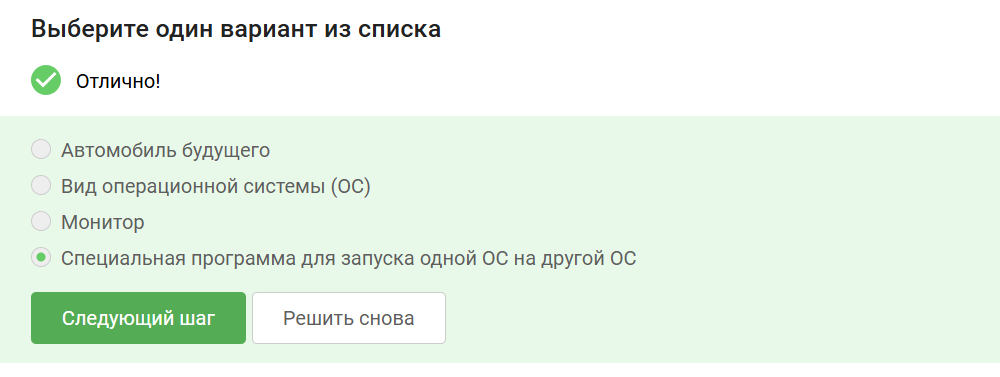 Выберите один вариант из списка
Отлично!
Автомобиль будущего
Вид операционной системы (ОС)
Монитор
Специальная программа для запуска одной ОС на другой ОС
Следующий шаг
Решить снова